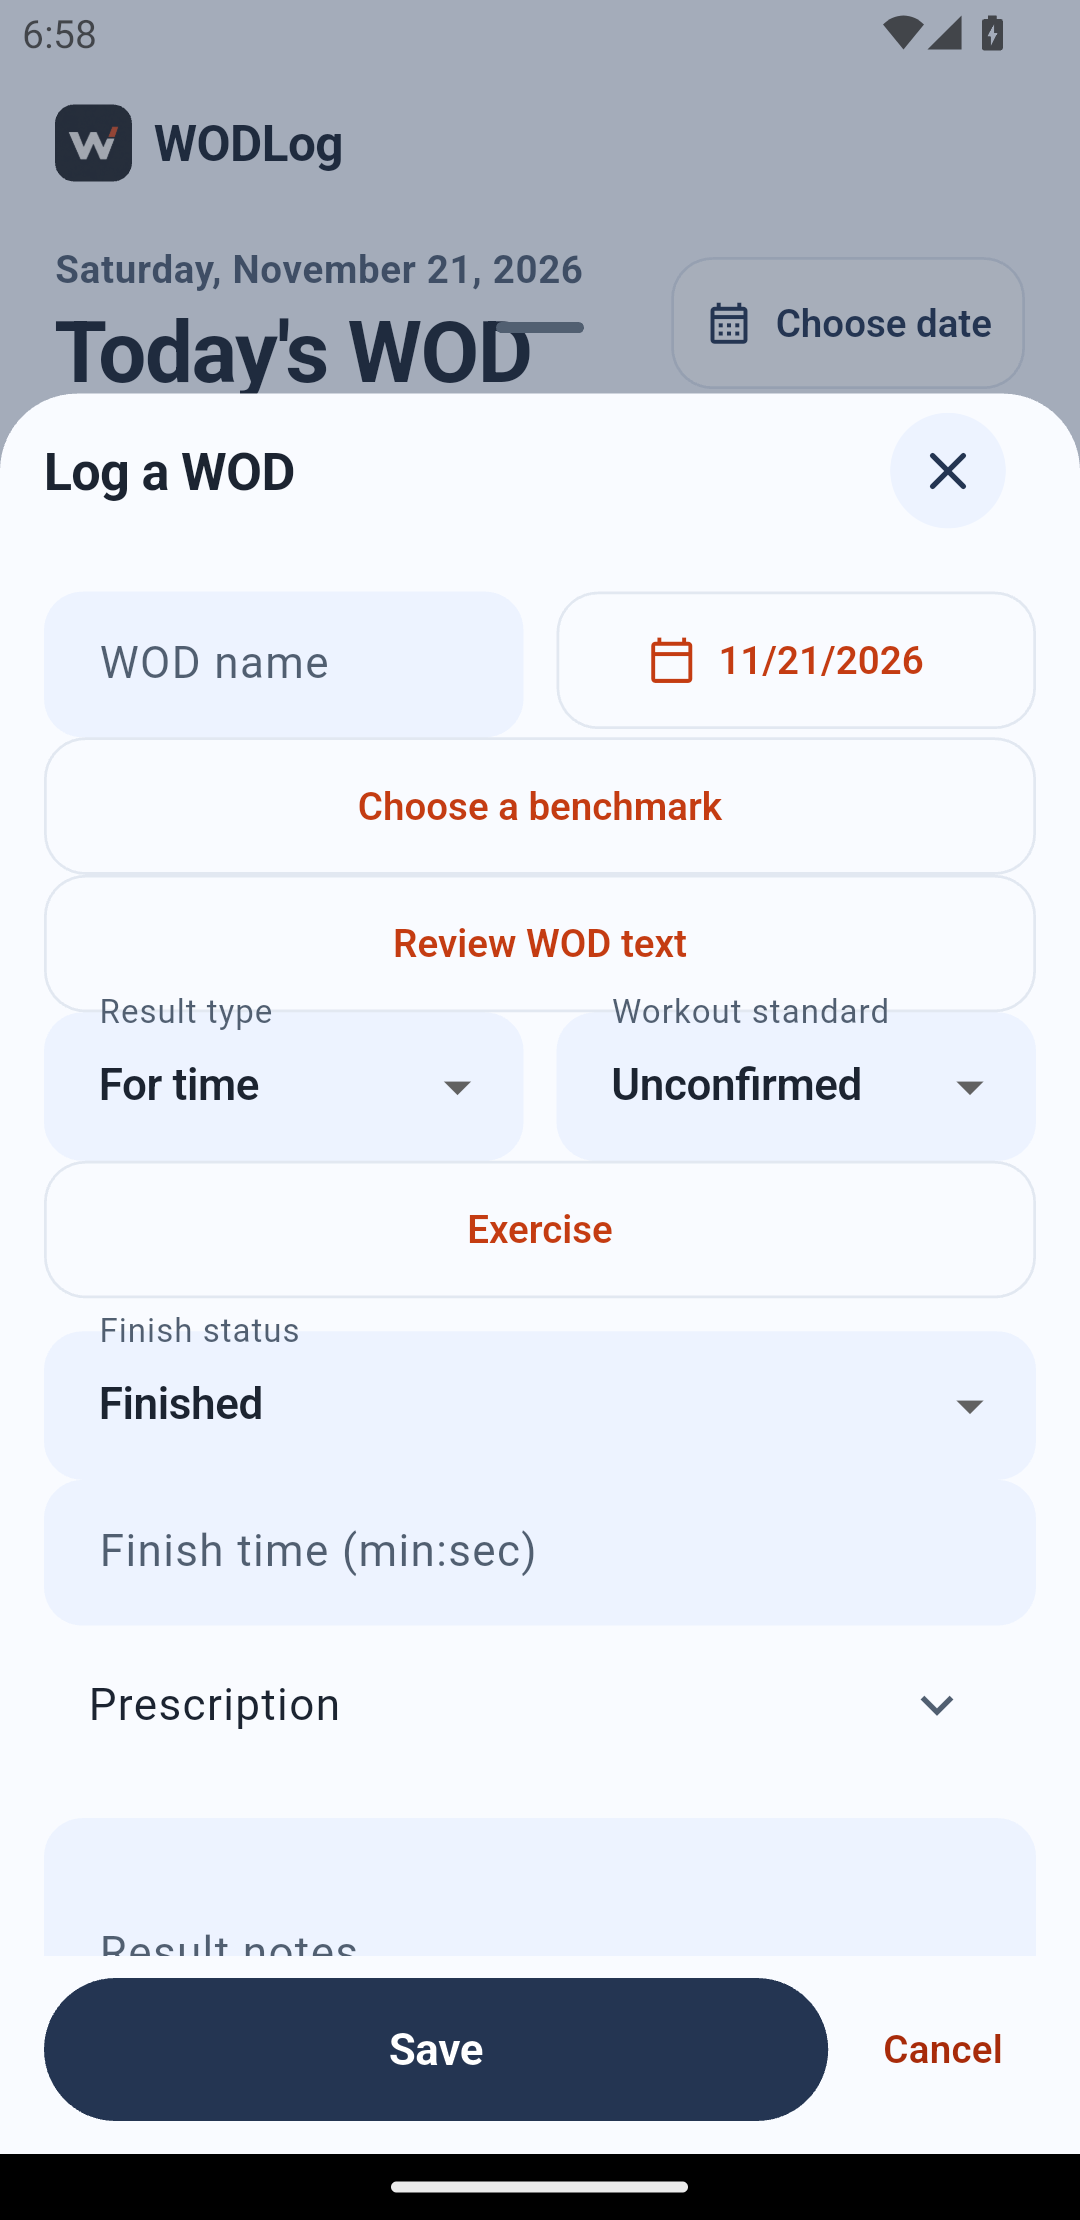 6:58
WODLog
Saturday, November 21, 2026
Today's WOD
Choose date
Log a WOD
WOD name
11/21/2026
Choose a benchmark
Review WOD text
Result type
Workout standard
For time
Unconfirmed
Exercise
Finish status
Finished
Finish time (min:sec)
Prescription
Result notes
Save
Cancel